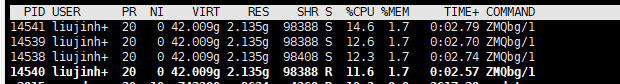 PID USER PR NI VIRT RES SHR S %CPU %MEM TIME+ COMMAND
14541 liujinh+ 20 0 42.009g 2.135g 98388 S 14.6 1.7 0:02.79 ZMQbg/1
14539 liujinh+ 20 0 42.009g 2.135g 98388 S 12.6 1.7 0:02.70 ZMQbg/1
14538 liujinh+ 20 0 42.009g 2.135g 98408 S 12.3 1.7 0:02.74 ZMQbg/1
14540 liujinh+ 20 0 42.009g 2.135g 98388 R 11.6 1.7 0:02.57 ZMQbg/1